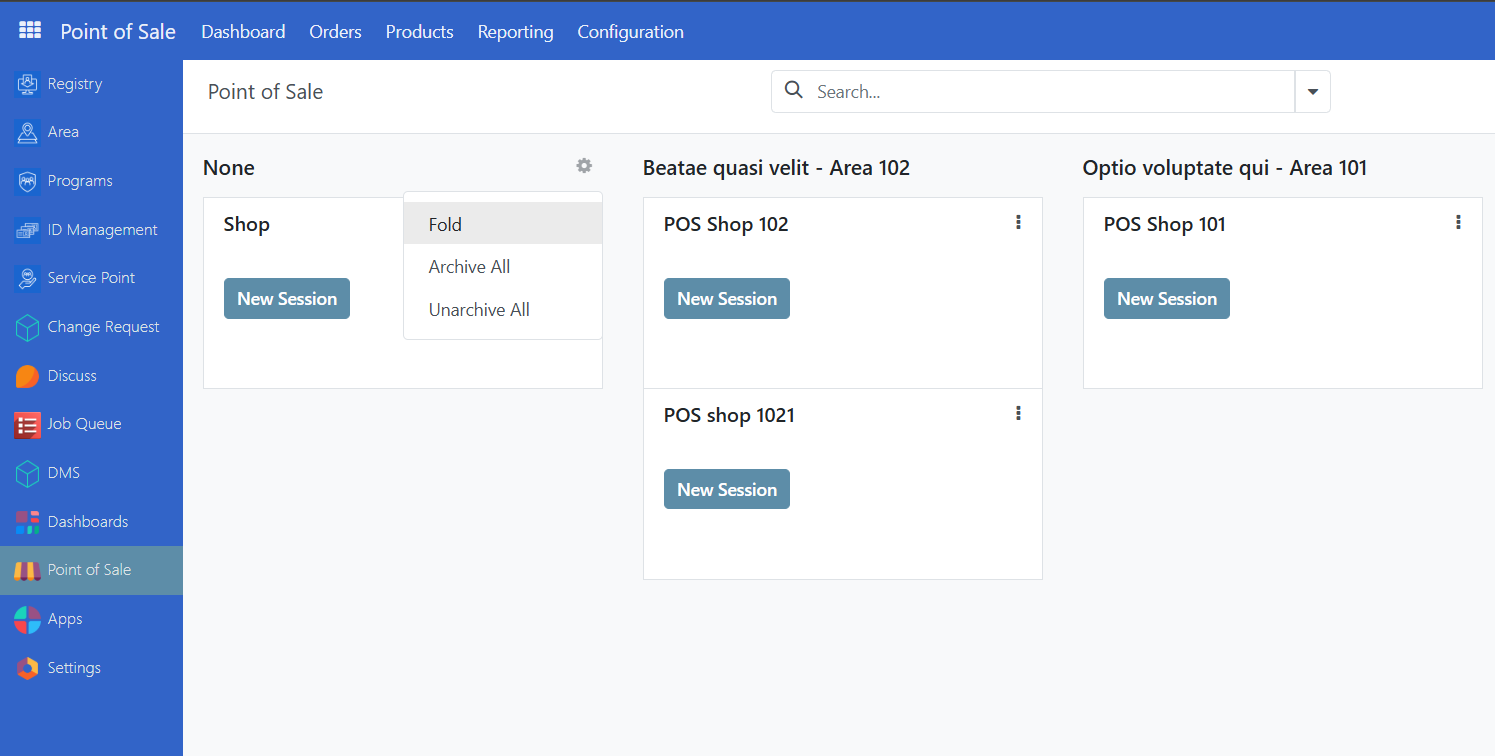 Point of Sale Dashboard Orders Products Reporting Configuration
Registry
Area
Programs
ID Management
Service Point
Change Request
Discuss
Job Queue
DMS
Dashboards
Point of Sale
Apps
Settings
Point of Sale
Search...
None
Shop
New Session
Fold
Archive All
Unarchive All
Beatae quasi velit - Area 102
POS Shop 102
New Session
POS shop 1021
New Session
Optio voluptate qui - Area 101
POS Shop 101
New Session